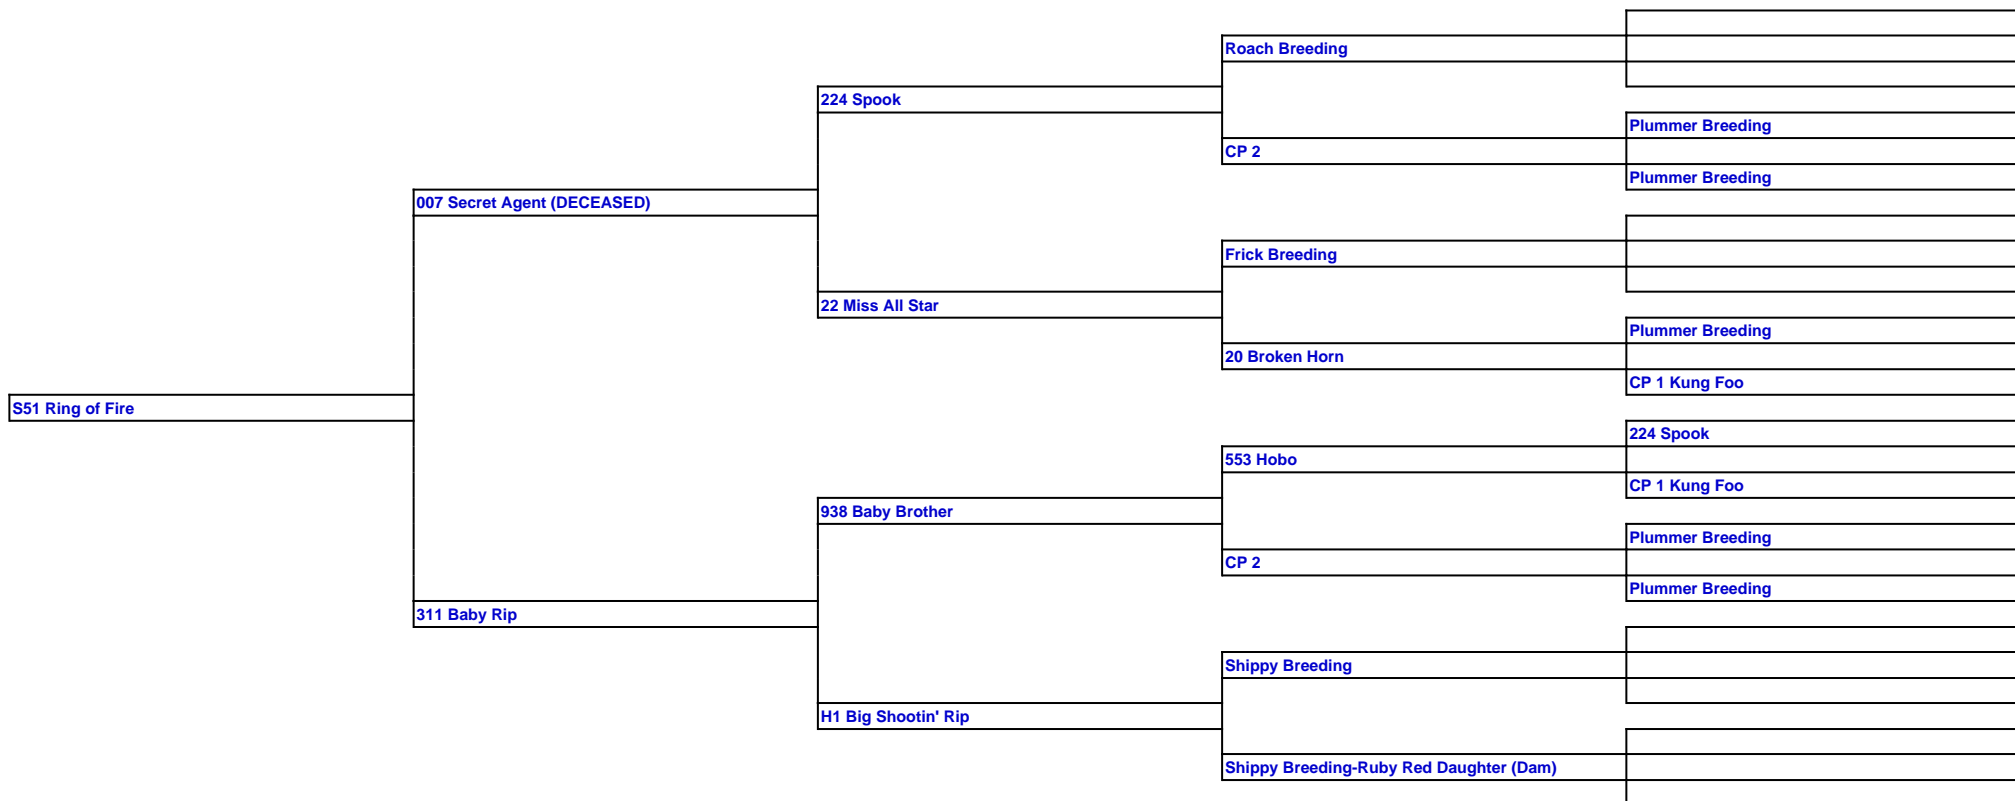 Roach Breeding
224 Spook
Plummer Breeding
CP 2
Plummer Breeding
007 Secret Agent (DECEASED)
Frick Breeding
22 Miss All Star
Plummer Breeding
20 Broken Horn
CP 1 Kung Foo
S51 Ring of Fire
224 Spook
553 Hobo
CP 1 Kung Foo
938 Baby Brother
Plummer Breeding
CP 2
Plummer Breeding
311 Baby Rip
Shippy Breeding
H1 Big Shootin' Rip
Shippy Breeding-Ruby Red Daughter (Dam)